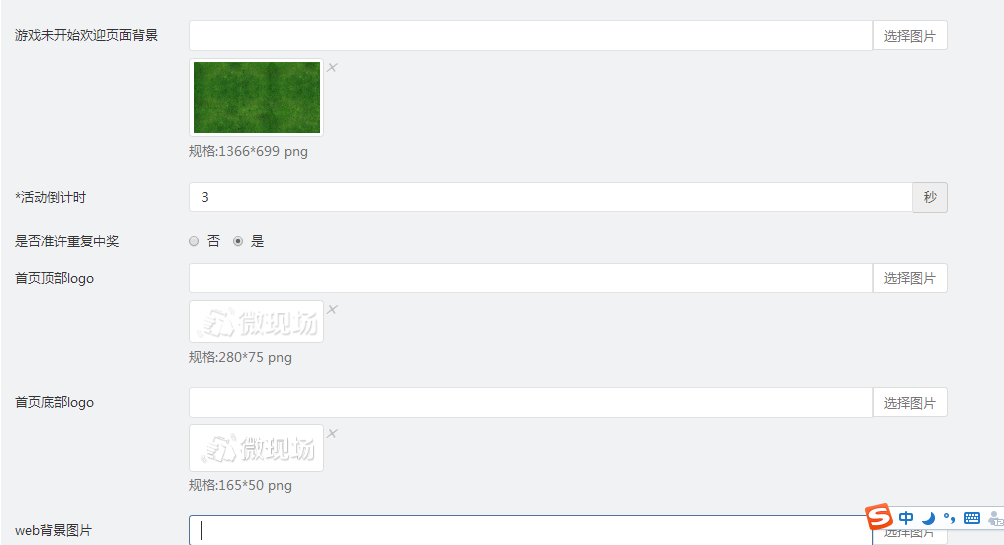 游戏未开始欢迎页面背景
选择图片
规格:1366*699 png
*活动倒计时
3
秒
是否准许重复中奖
否 是
首页顶部logo
选择图片
微现场
规格:280*75 png
首页底部logo
选择图片
微现场
规格:165*50 png
web背景图片
选择图片
S 中